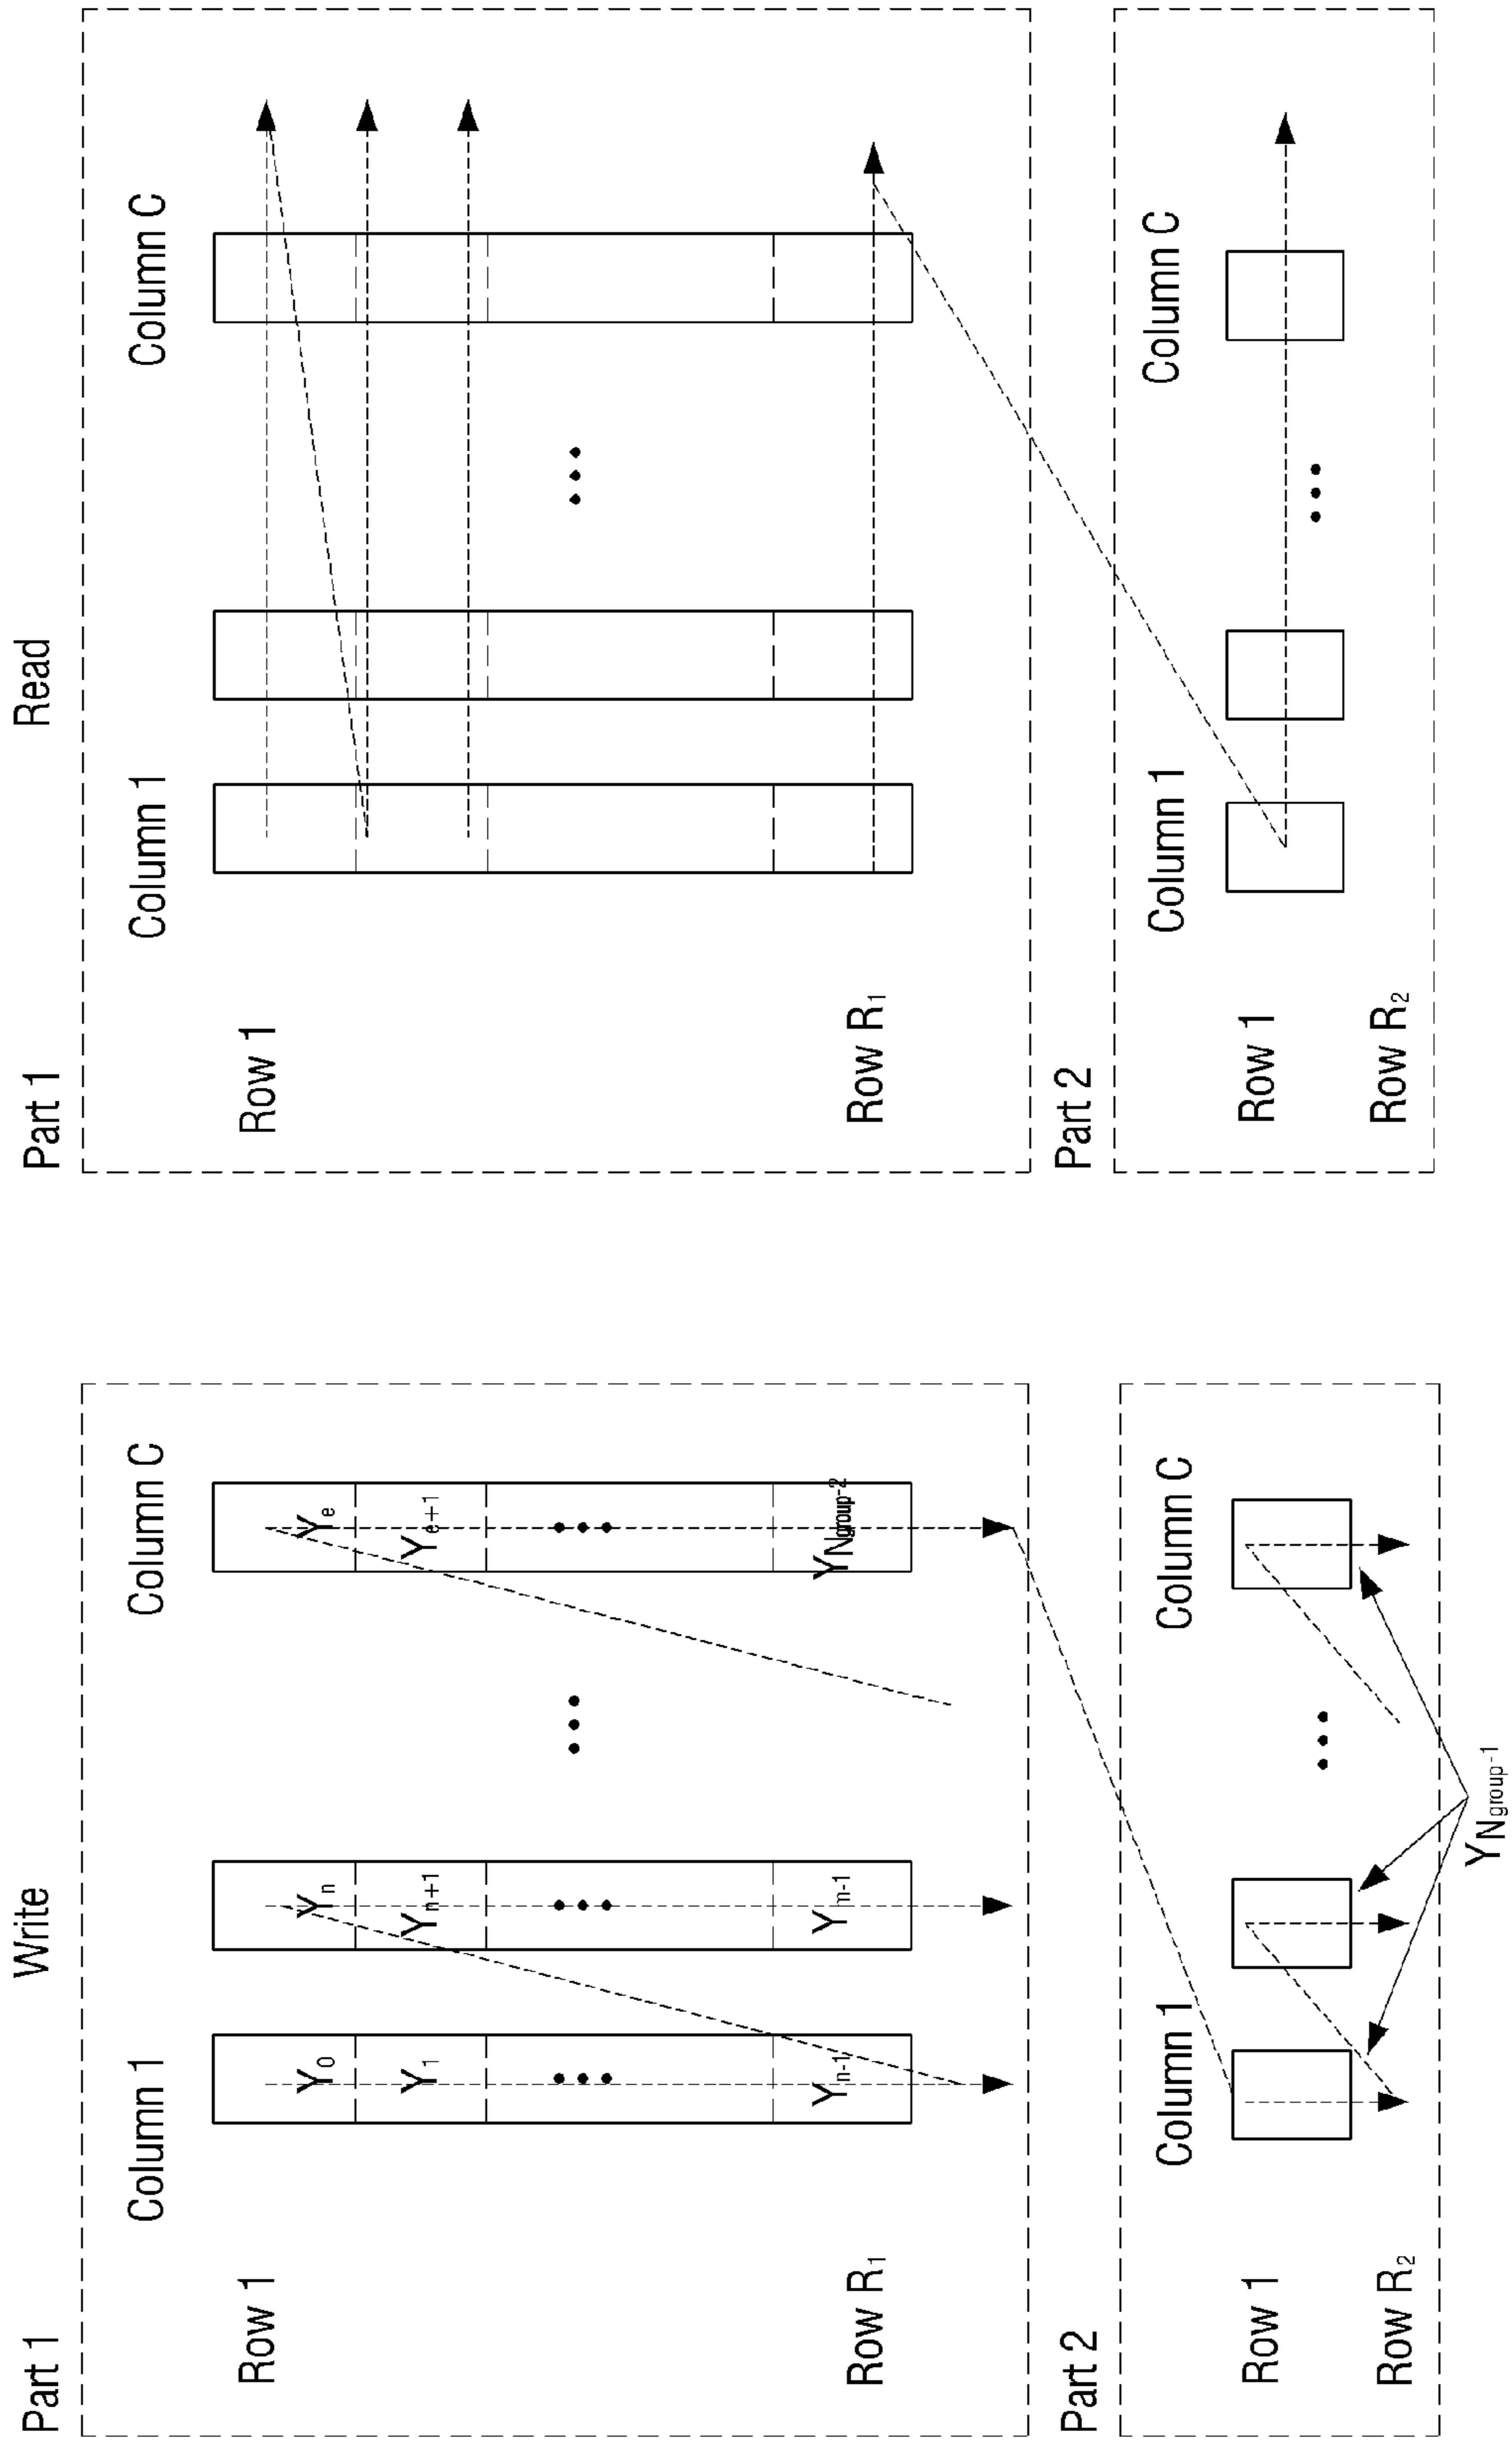 Write
Part 1
Column 1
Column C
Row 1
Y0
Yn
Ye
Y1
Yn+1
Ye+1
Row R1
Yn-1
Ym-1
YNgroup-2
Part 2
Column 1
Column C
Row 1
Row R2
YNgroup-1
Read
Part 1
Column 1
Column C
Row 1
Row R1
Part 2
Column 1
Column C
Row 1
Row R2